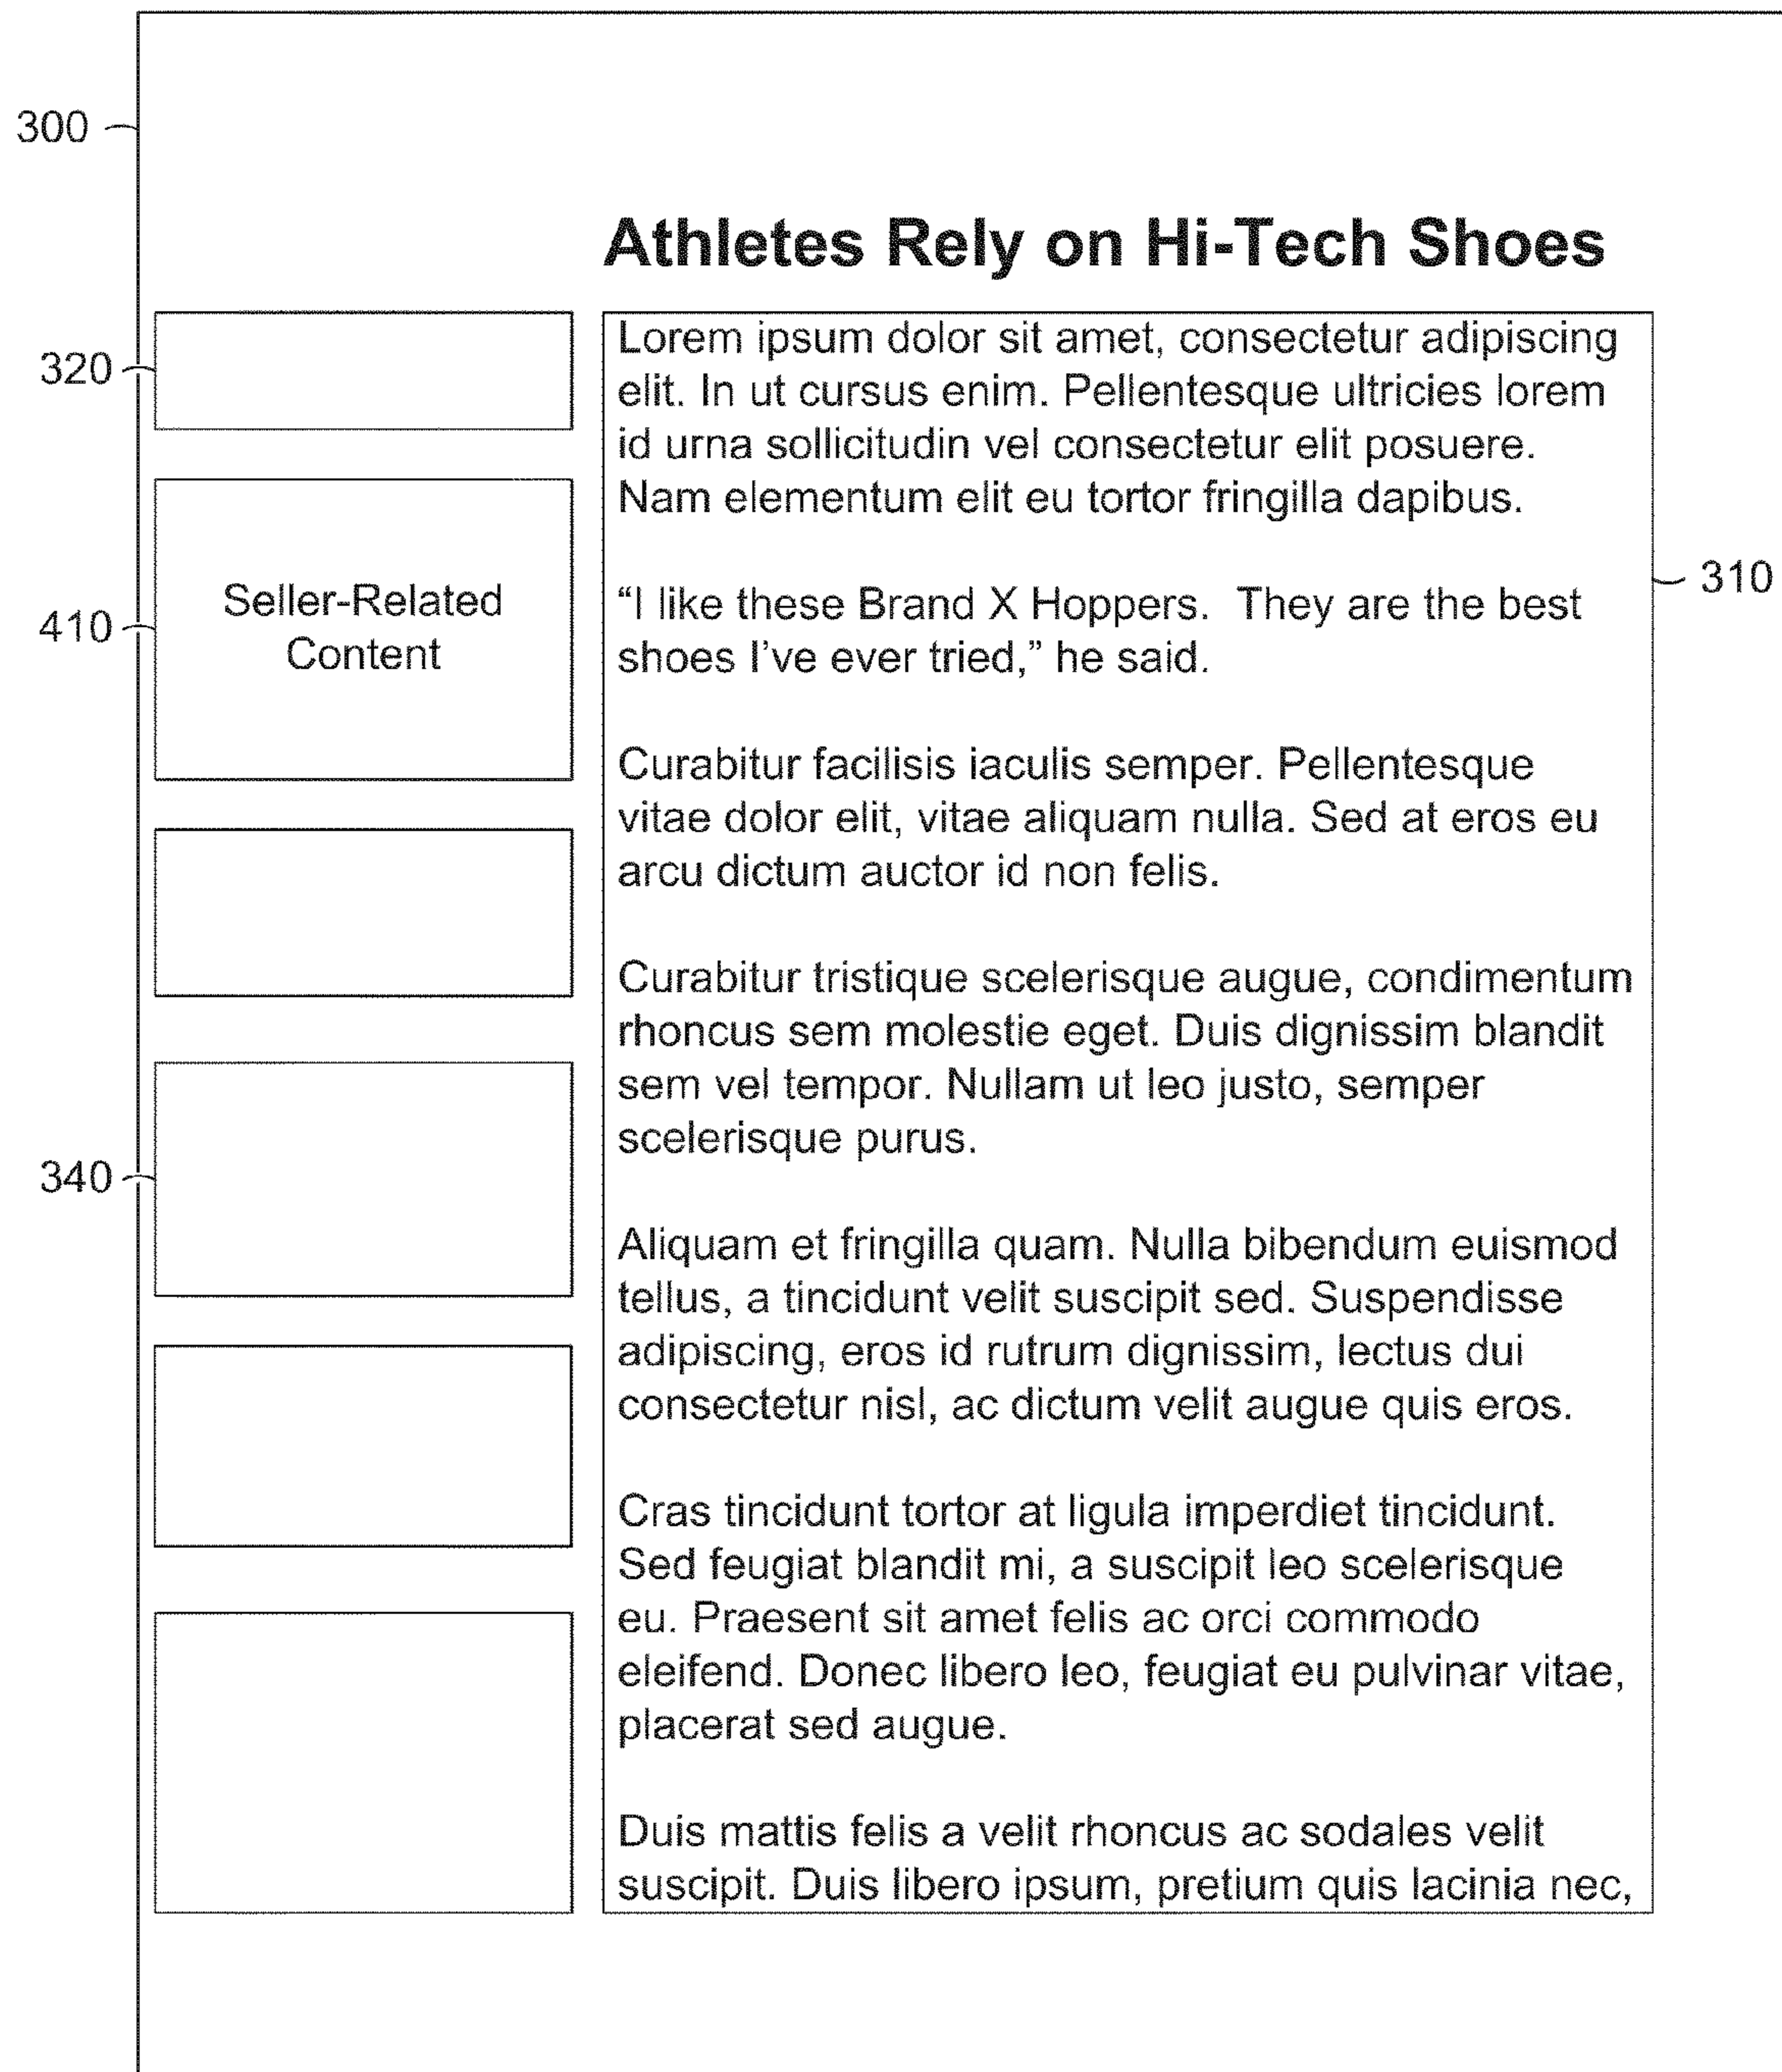 300
Athletes Rely on Hi-Tech Shoes
320
410
Seller-Related
Content
340
Lorem ipsum dolor sit amet, consectetur adipiscing
elit. In ut cursus enim. Pellentesque ultricies lorem
id urna sollicitudin vel consectetur elit posuere.
Nam elementum elit eu tortor fringilla dapibus.
“I like these Brand X Hoppers.  They are the best
shoes I’ve ever tried,” he said.
310
Curabitur facilisis iaculis semper. Pellentesque
vitae dolor elit, vitae aliquam nulla. Sed at eros eu
arcu dictum auctor id non felis.
Curabitur tristique scelerisque augue, condimentum
rhoncus sem molestie eget. Duis dignissim blandit
sem vel tempor. Nullam ut leo justo, semper
scelerisque purus.
Aliquam et fringilla quam. Nulla bibendum euismod
tellus, a tincidunt velit suscipit sed. Suspendisse
adipiscing, eros id rutrum dignissim, lectus dui
consectetur nisl, ac dictum velit augue quis eros.
Cras tincidunt tortor at ligula imperdiet tincidunt.
Sed feugiat blandit mi, a suscipit leo scelerisque
eu. Praesent sit amet felis ac orci commodo
eleifend. Donec libero leo, feugiat eu pulvinar vitae,
placerat sed augue.
Duis mattis felis a velit rhoncus ac sodales velit
suscipit. Duis libero ipsum, pretium quis lacinia nec,